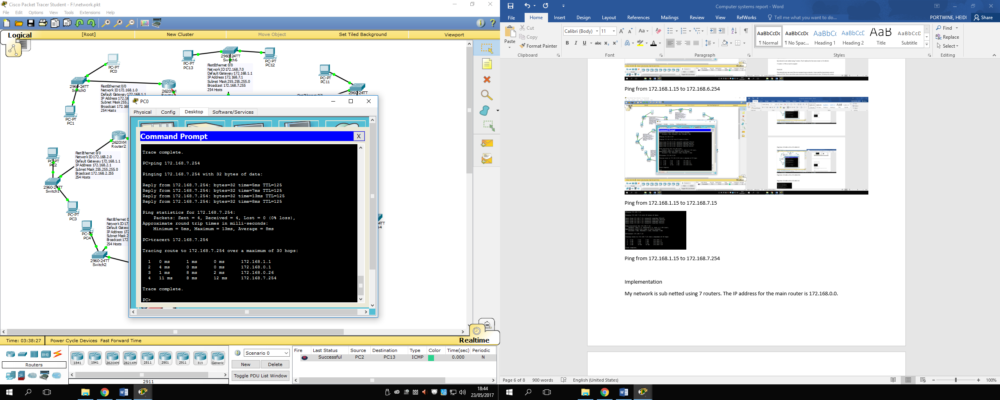 Cisco Packet Tracer Student - F:\network.pkt
File Edit Options View Tools Extensions Help
Logical [Root] New Cluster Move Object Set Tiled Background Viewport
PC-PT
PC0
2960-24TT
Switch0
PC-PT
PC1
FastEthernet 0/0
Network ID 172.168.1.0
Default Gateway 172.168.1.1
IP Address 172.16
Subnet Mask 255.2
Broadcast 172.168
254 Hosts
2620XM
PC-PT
PC13
2960-24TT
Switch6
PC-PT
PC12
FastEthernet 0/0
Network ID 172.168.7.0
Default Gateway 172.168.1.1
IP Address 172.168.7.1
Subnet Mask 255.255.255.0
Broadcast 172.168.7.255
254 Hosts
PC-PT
PC11
2960-24TT
2620XM
Router2
PC-PT
PC2
FastEthernet 0/0
Network ID 172.168.2.0
Default Gateway 172.168.1.1
IP Address 172.168.2.1
Subnet Mask 255.255.255.0
Broadcast 172.168.2.255
254 Hosts
2960-24TT
Switch1
PC-PT
PC3
PC-PT
PC4
FastEthernet 0
Network ID 17
Default Gatew
IP Address 17
Subnet Mask 2
Broadcast 172
254 Hosts
2960-24TT
Switch2
PC0
Physical Config Desktop Software/Services
Command Prompt X
Trace complete.
PC>ping 172.168.7.254
Pinging 172.168.7.254 with 32 bytes of data:
Reply from 172.168.7.254: bytes=32 time=5ms TTL=125
Reply from 172.168.7.254: bytes=32 time=7ms TTL=125
Reply from 172.168.7.254: bytes=32 time=13ms TTL=125
Reply from 172.168.7.254: bytes=32 time=8ms TTL=125
Ping statistics for 172.168.7.254:
Packets: Sent = 4, Received = 4, Lost = 0 (0% loss),
Approximate round trip times in milli-seconds:
Minimum = 5ms, Maximum = 13ms, Average = 8ms
PC>tracert 172.168.7.254
Tracing route to 172.168.7.254 over a maximum of 30 hops:
1 0 ms 1 ms 0 ms 172.168.1.1
2 4 ms 0 ms 0 ms 172.168.0.1
3 1 ms 8 ms 2 ms 172.168.0.26
4 11 ms 8 ms 12 ms 172.168.7.254
Trace complete.
PC>
Time: 03:38:27 Power Cycle Devices Fast Forward Time Realtime
Routers
1841 1941 2620XM 2621XM 2811 2901 2911 819 Generic
2911
Scenario 0
New Delete
Toggle PDU List Window
Fire Last Status Source Destination Type Color Time(sec) Periodic
Successful PC2 PC13 ICMP 0.000 N
18:44
23/05/2017
Computer systems report - Word
File Home Insert Design Layout References Mailings Review View RefWorks Tell me what you want to do... PORTWINE, HEIDI Share
Paste Cut Copy Format Painter
Clipboard
Calibri (Body) 11
Font
Paragraph
AaBbCcDc AaBbCcDc AaBbC( AaBbCcD AaB AaBbCcD
¶ Normal ¶ No Spac... Heading 1 Heading 2 Title Subtitle
Styles
Find Replace Select
Editing
Ping from 172.168.1.15 to 172.168.6.254
Ping from 172.168.1.15 to 172.168.7.15
Ping from 172.168.1.15 to 172.168.7.254
Implementation
My network is sub netted using 7 routers. The IP address for the main router is 172.168.0.0.
Page 6 of 8 900 words English (United States) 100%